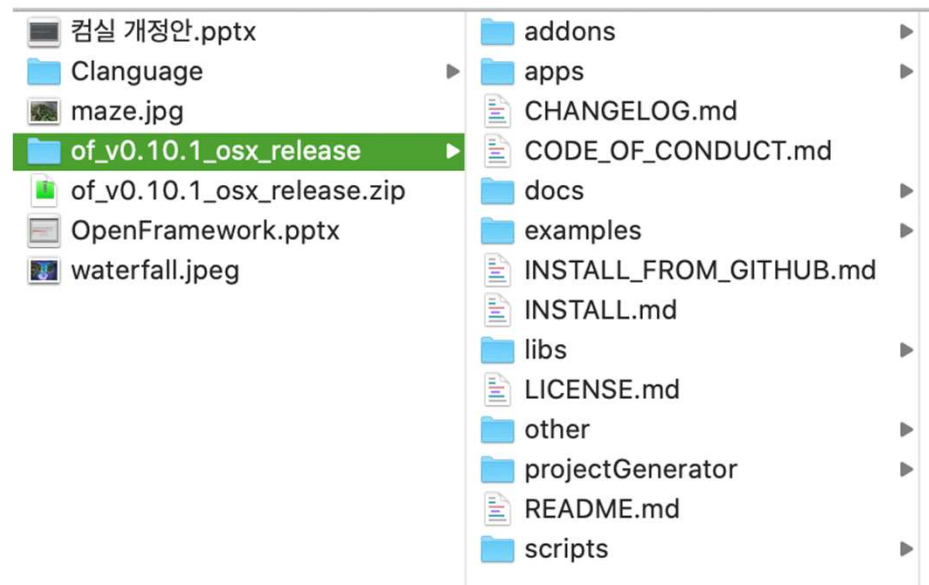 컴실 개정안.pptx
Clanguage
maze.jpg
of_v0.10.1_osx_release
of_v0.10.1_osx_release.zip
OpenFramework.pptx
waterfall.jpeg
addons
apps
CHANGELOG.md
CODE_OF_CONDUCT.md
docs
examples
INSTALL_FROM_GITHUB.md
INSTALL.md
libs
LICENSE.md
other
projectGenerator
README.md
scripts